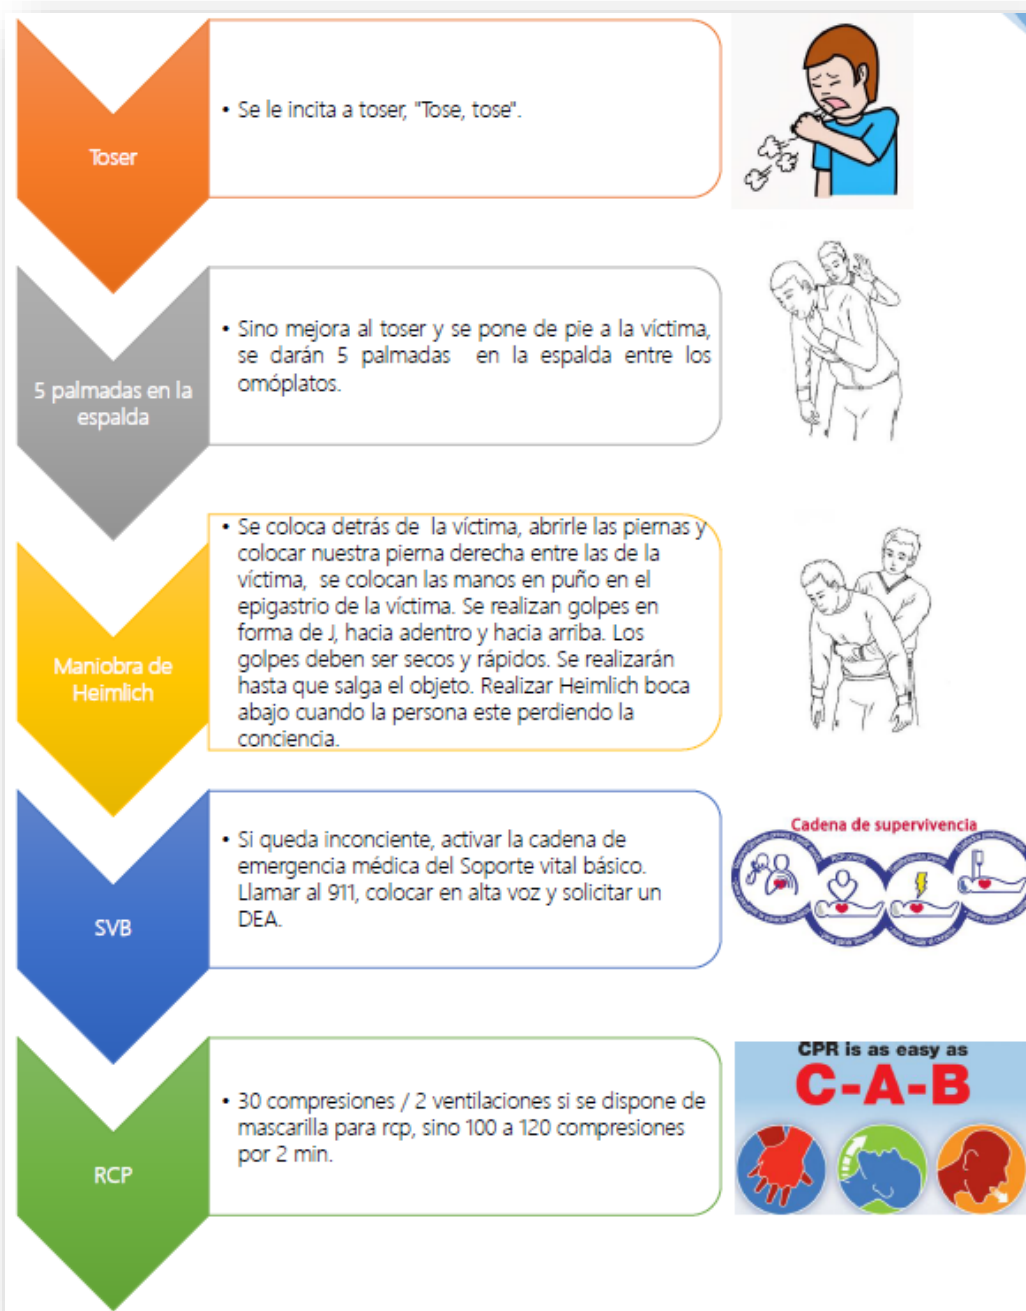 Toser
• Se le incita a toser, "Tose, tose".
5 palmadas en la
espalda
• Sino mejora al toser y se pone de pie a la víctima,
se darán 5 palmadas en la espalda entre los
omóplatos.
Maniobra de
Heimlich
• Se coloca detrás de la víctima, abrirle las piernas y
colocar nuestra pierna derecha entre las de la
víctima, se colocan las manos en puño en el
epigastrio de la víctima. Se realizan golpes en
forma de J, hacia adentro y hacia arriba. Los
golpes deben ser secos y rápidos. Se realizarán
hasta que salga el objeto. Realizar Heimlich boca
abajo cuando la persona este perdiendo la
conciencia.
SVB
• Si queda inconciente, activar la cadena de
emergencia médica del Soporte vital básico.
Llamar al 911, colocar en alta voz y solicitar un
DEA.
Cadena de supervivencia
RCP
• 30 compresiones / 2 ventilaciones si se dispone de
mascarilla para rcp, sino 100 a 120 compresiones
por 2 min.
CPR is as easy as
C-A-B